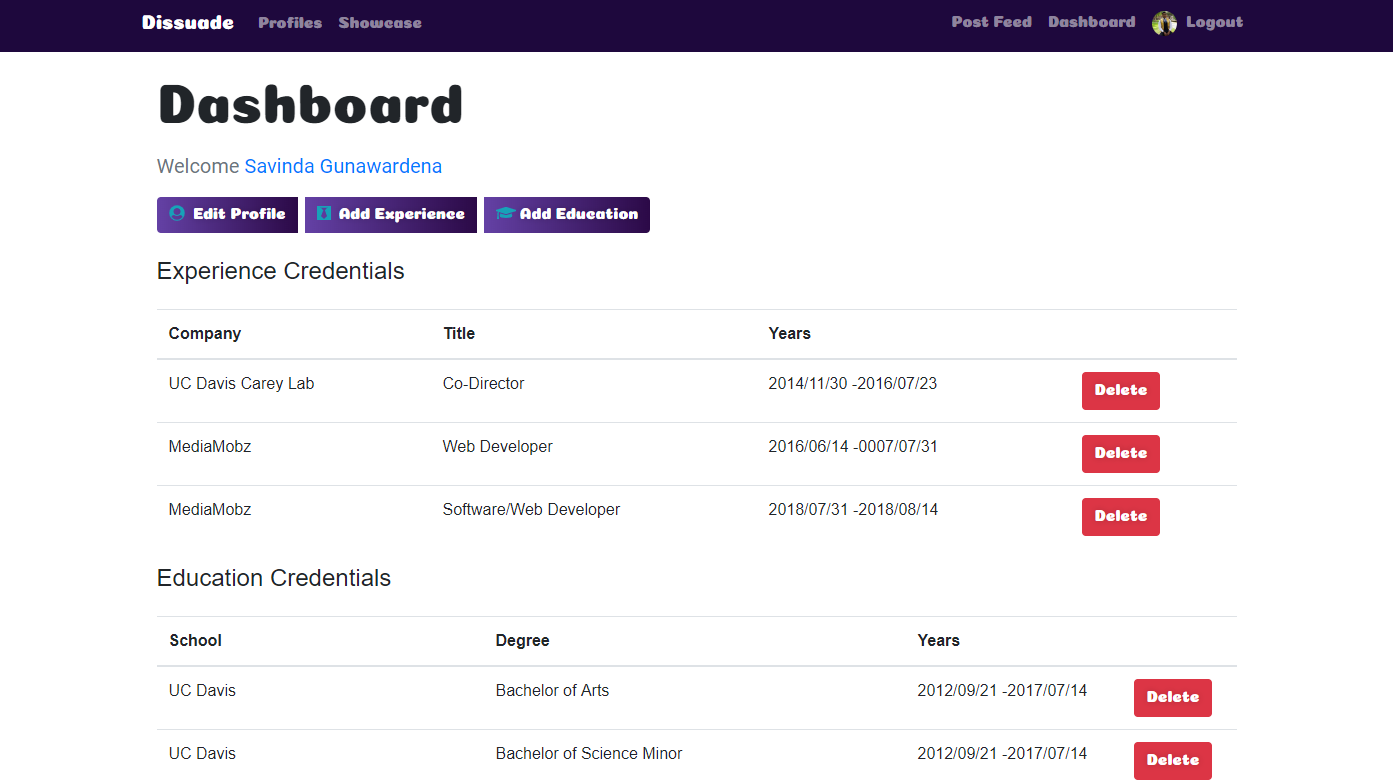 Dissuade Profiles Showcase Post Feed Dashboard Logout
Dashboard
Welcome Savinda Gunawardena
Edit Profile Add Experience Add Education
Experience Credentials
Company Title Years
UC Davis Carey Lab Co-Director 2014/11/30 -2016/07/23 Delete
MediaMobz Web Developer 2016/06/14 -0007/07/31 Delete
MediaMobz Software/Web Developer 2018/07/31 -2018/08/14 Delete
Education Credentials
School Degree Years
UC Davis Bachelor of Arts 2012/09/21 -2017/07/14 Delete
UC Davis Bachelor of Science Minor 2012/09/21 -2017/07/14 Delete